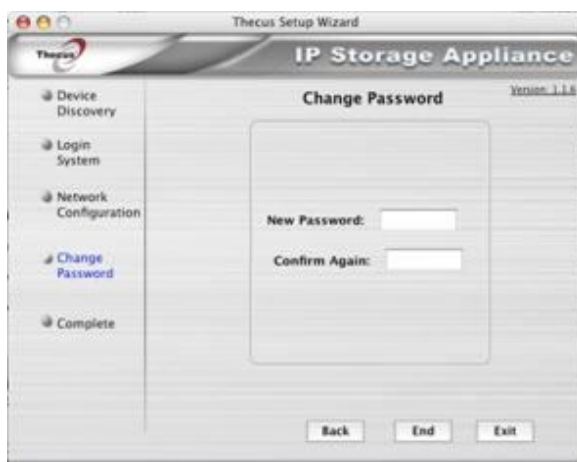 Thecus Setup Wizard
Thecus
IP Storage Appliance
Version: 1.1.6
Device
Discovery
Login
System
Network
Configuration
Change
Password
Complete
Change Password
New Password:
Confirm Again:
Back
End
Exit